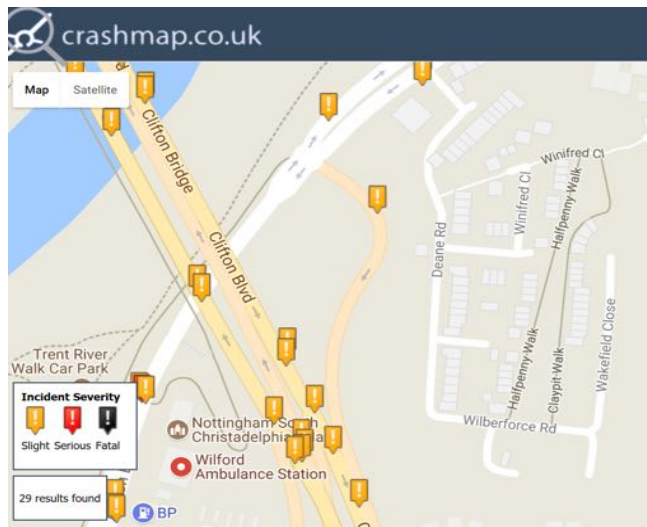 crashmap.co.uk
Map Satellite
Clifton Bridge
Clifton Blvd
Winifred Cl
Halfpenny Walk
Winifred Cl
Deane Rd
Wakefield Close
Halfpenny Walk
Claypit Walk
Wilberforce Rd
Trent River
Walk Car Park
Incident Severity
Slight Serious Fatal
29 results found
Nottingham South
Christadelphian
Wilford
Ambulance Station
BP